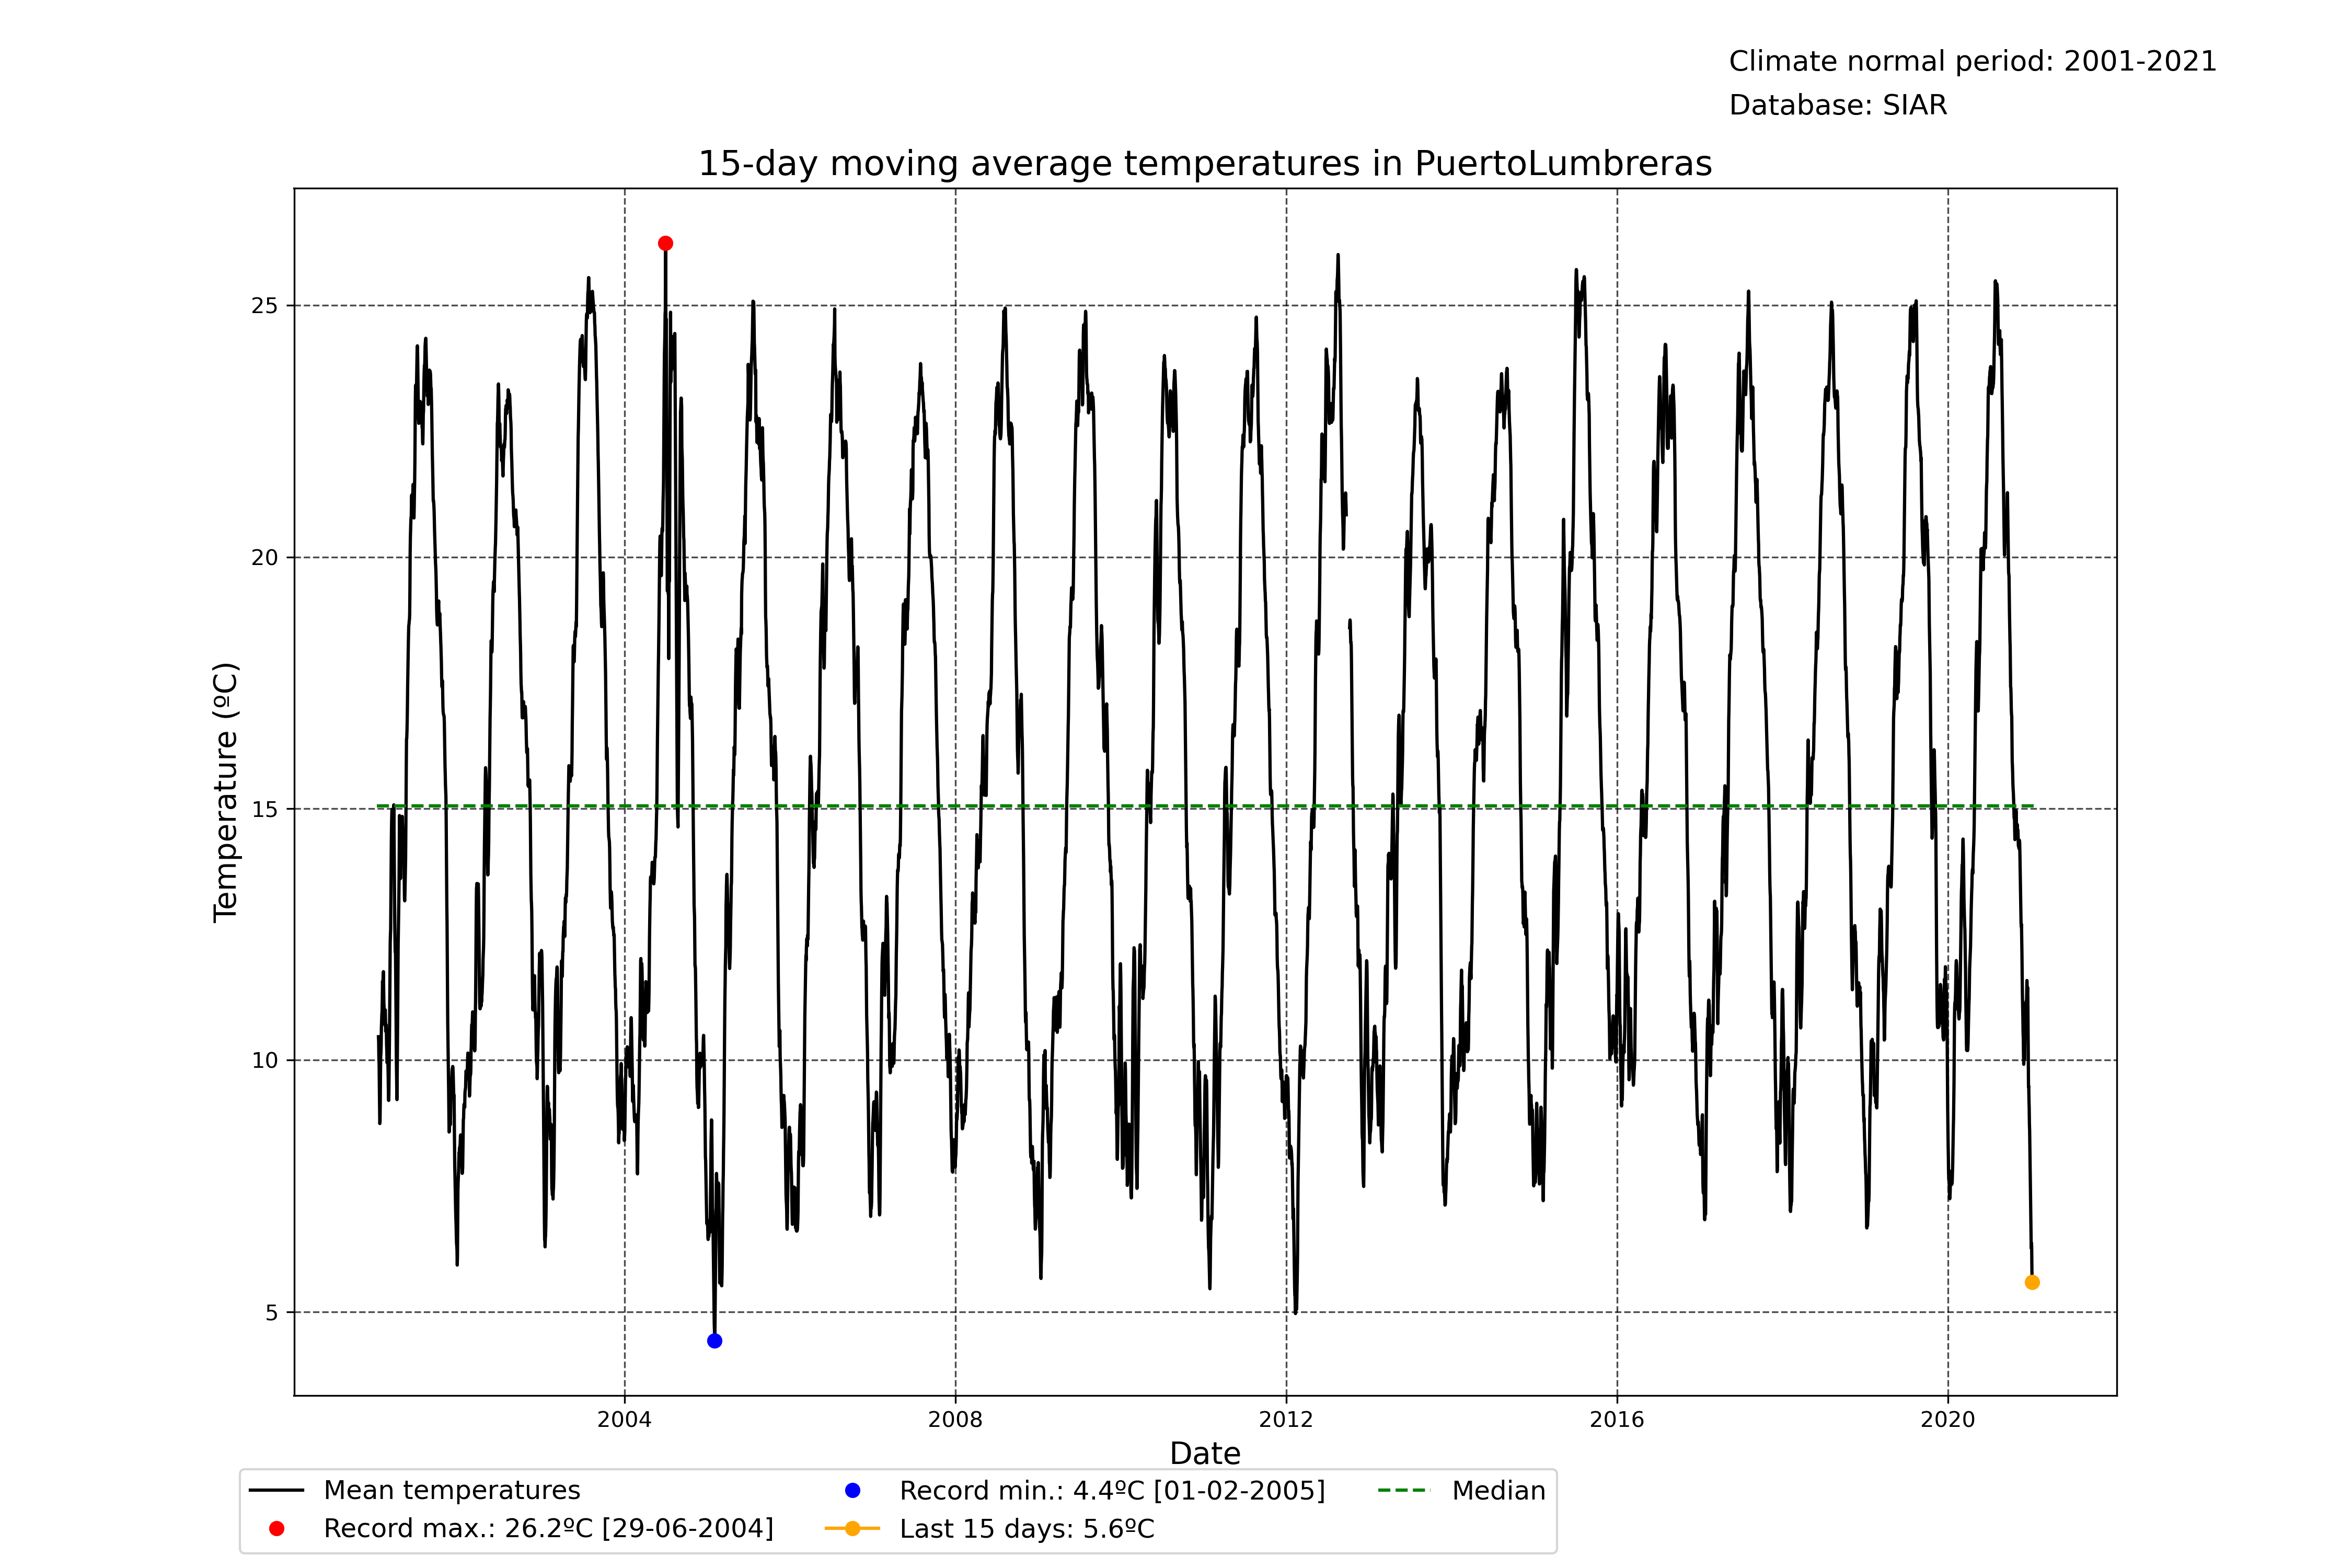 Climate normal period: 2001-2021
Database: SIAR
15-day moving average temperatures in PuertoLumbreras
Temperature (ºC)
25
20
15
10
5
2004 2008 2012 2016 2020
Date
Mean temperatures
Record max.: 26.2ºC [29-06-2004]
Record min.: 4.4ºC [01-02-2005]
Last 15 days: 5.6ºC
Median